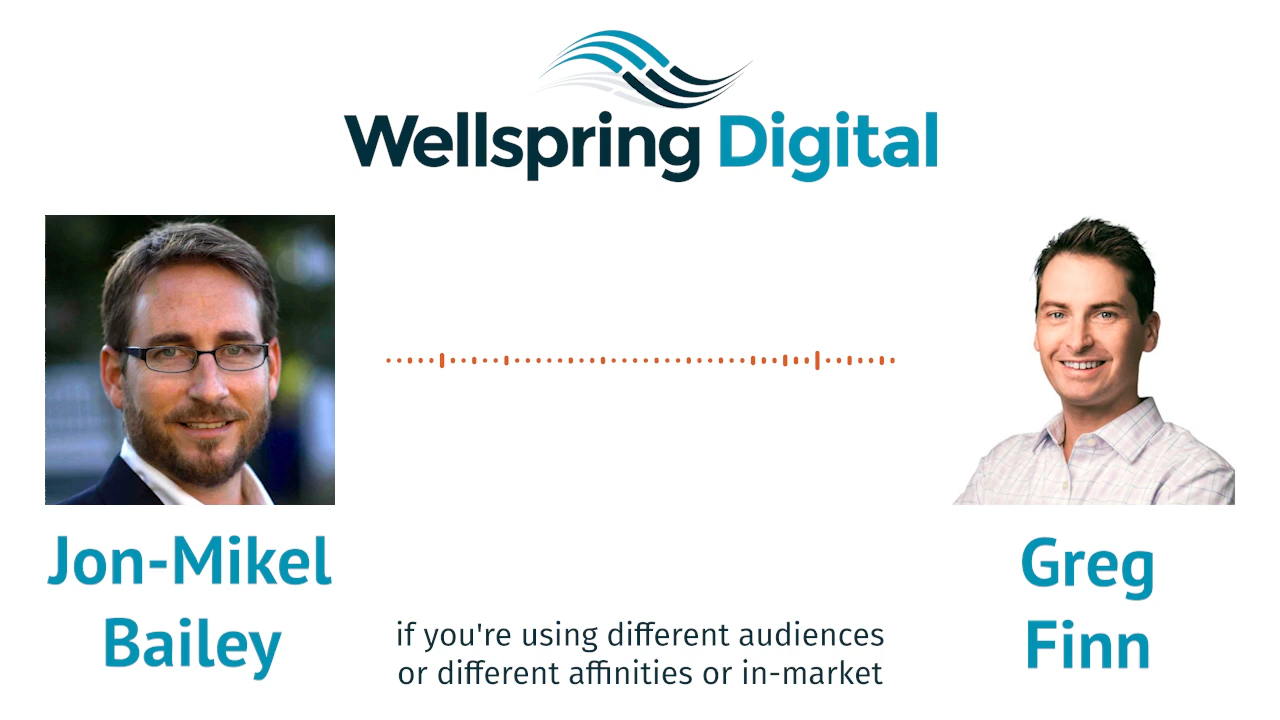 Wellspring Digital
Jon-Mikel
Bailey
Greg
Finn
if you're using different audiences
or different affinities or in-market